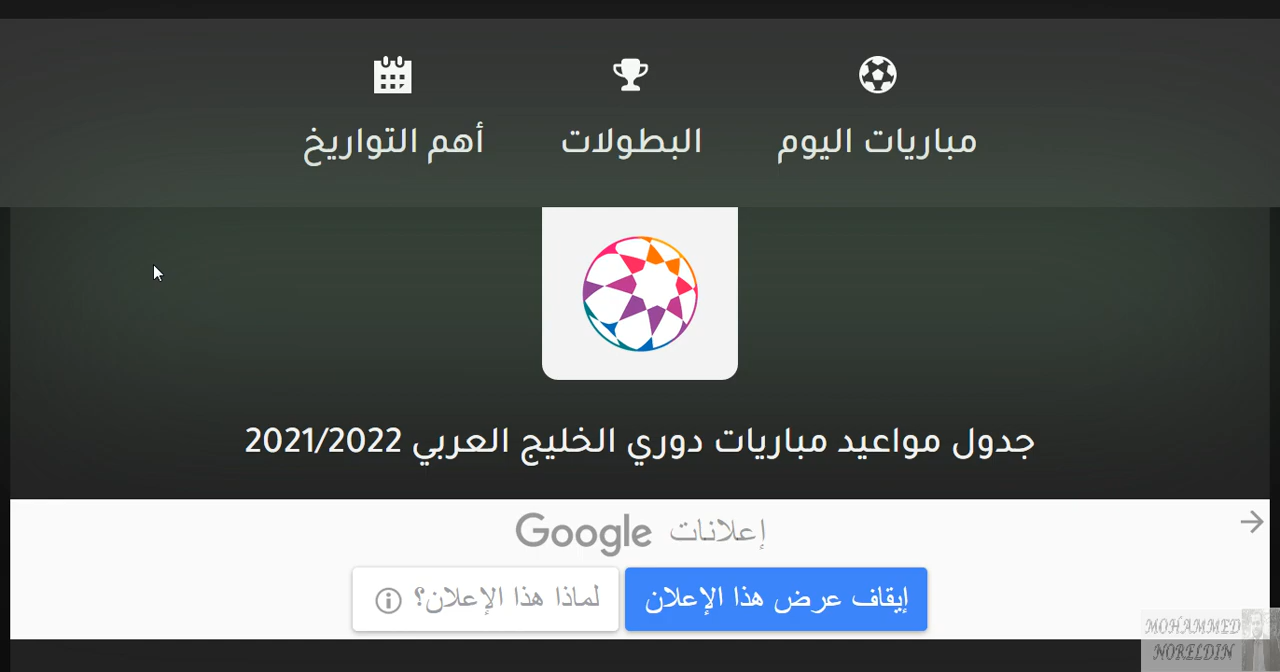 مباريات اليوم
البطولات
أهم التواريخ
جدول مواعيد مباريات دوري الخليج العربي 2021/2022
إعلانات Google
إيقاف عرض هذا الإعلان
لماذا هذا الإعلان؟
MOHAMMED
NORELDIN